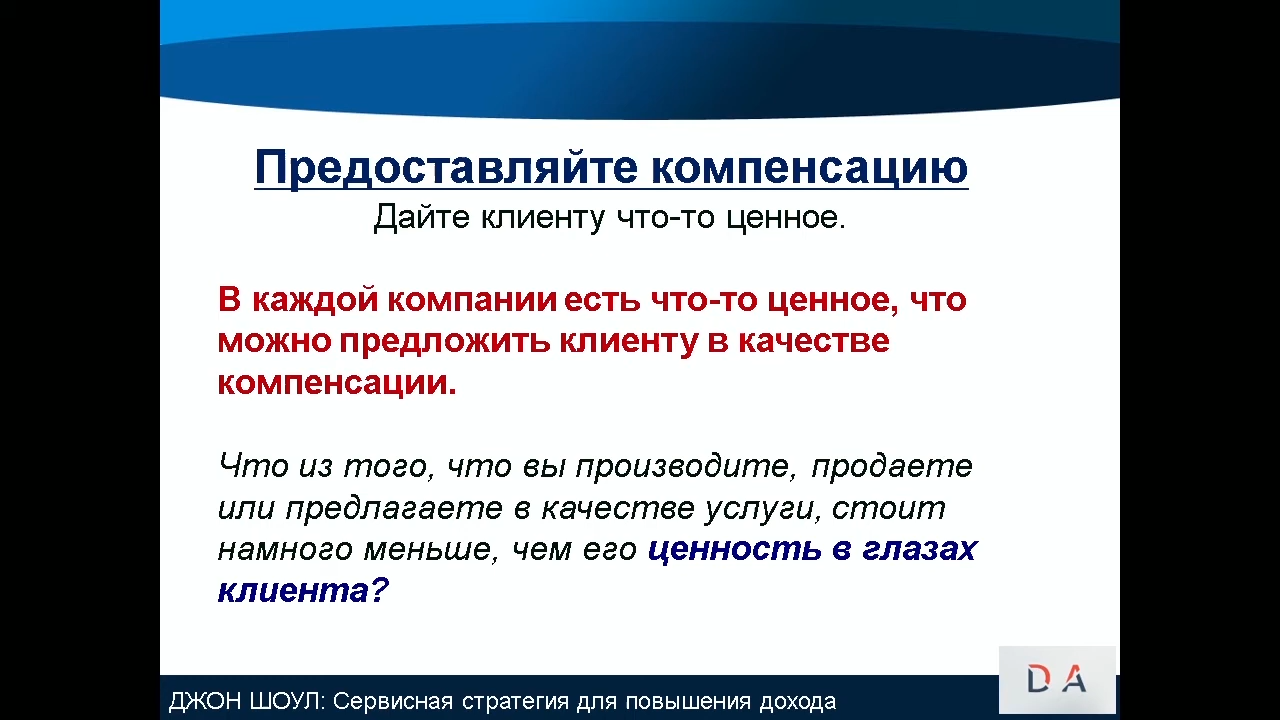 Предоставляйте компенсацию
Дайте клиенту что-то ценное.
В каждой компании есть что-то ценное, что
можно предложить клиенту в качестве
компенсации.
Что из того, что вы производите, продаете
или предлагаете в качестве услуги, стоит
намного меньше, чем его ценность в глазах
клиента?
D A
ДЖОН ШОУЛ: Сервисная стратегия для повышения дохода